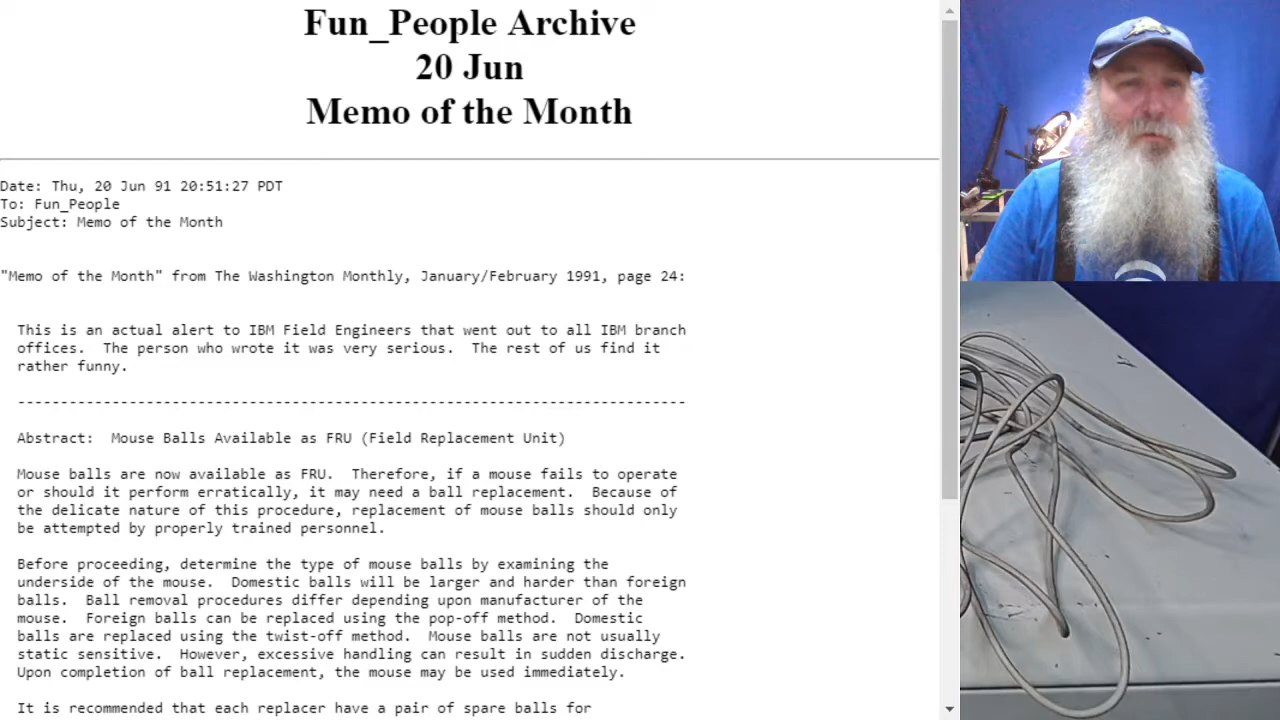 Fun_People Archive
20 Jun
Memo of the Month
Date: Thu, 20 Jun 91 20:51:27 PDT
To: Fun_People
Subject: Memo of the Month
"Memo of the Month" from The Washington Monthly, January/February 1991, page 24:
This is an actual alert to IBM Field Engineers that went out to all IBM branch
offices.  The person who wrote it was very serious.  The rest of us find it
rather funny.
------------------------------------------------------------------------------
Abstract:  Mouse Balls Available as FRU (Field Replacement Unit)
Mouse balls are now available as FRU.  Therefore, if a mouse fails to operate
or should it perform erratically, it may need a ball replacement.  Because of
the delicate nature of this procedure, replacement of mouse balls should only
be attempted by properly trained personnel.
Before proceeding, determine the type of mouse balls by examining the
underside of the mouse.  Domestic balls will be larger and harder than foreign
balls.  Ball removal procedures differ depending upon manufacturer of the
mouse.  Foreign balls can be replaced using the pop-off method.  Domestic
balls are replaced using the twist-off method.  Mouse balls are not usually
static sensitive.  However, excessive handling can result in sudden discharge.
Upon completion of ball replacement, the mouse may be used immediately.
It is recommended that each replacer have a pair of spare balls for